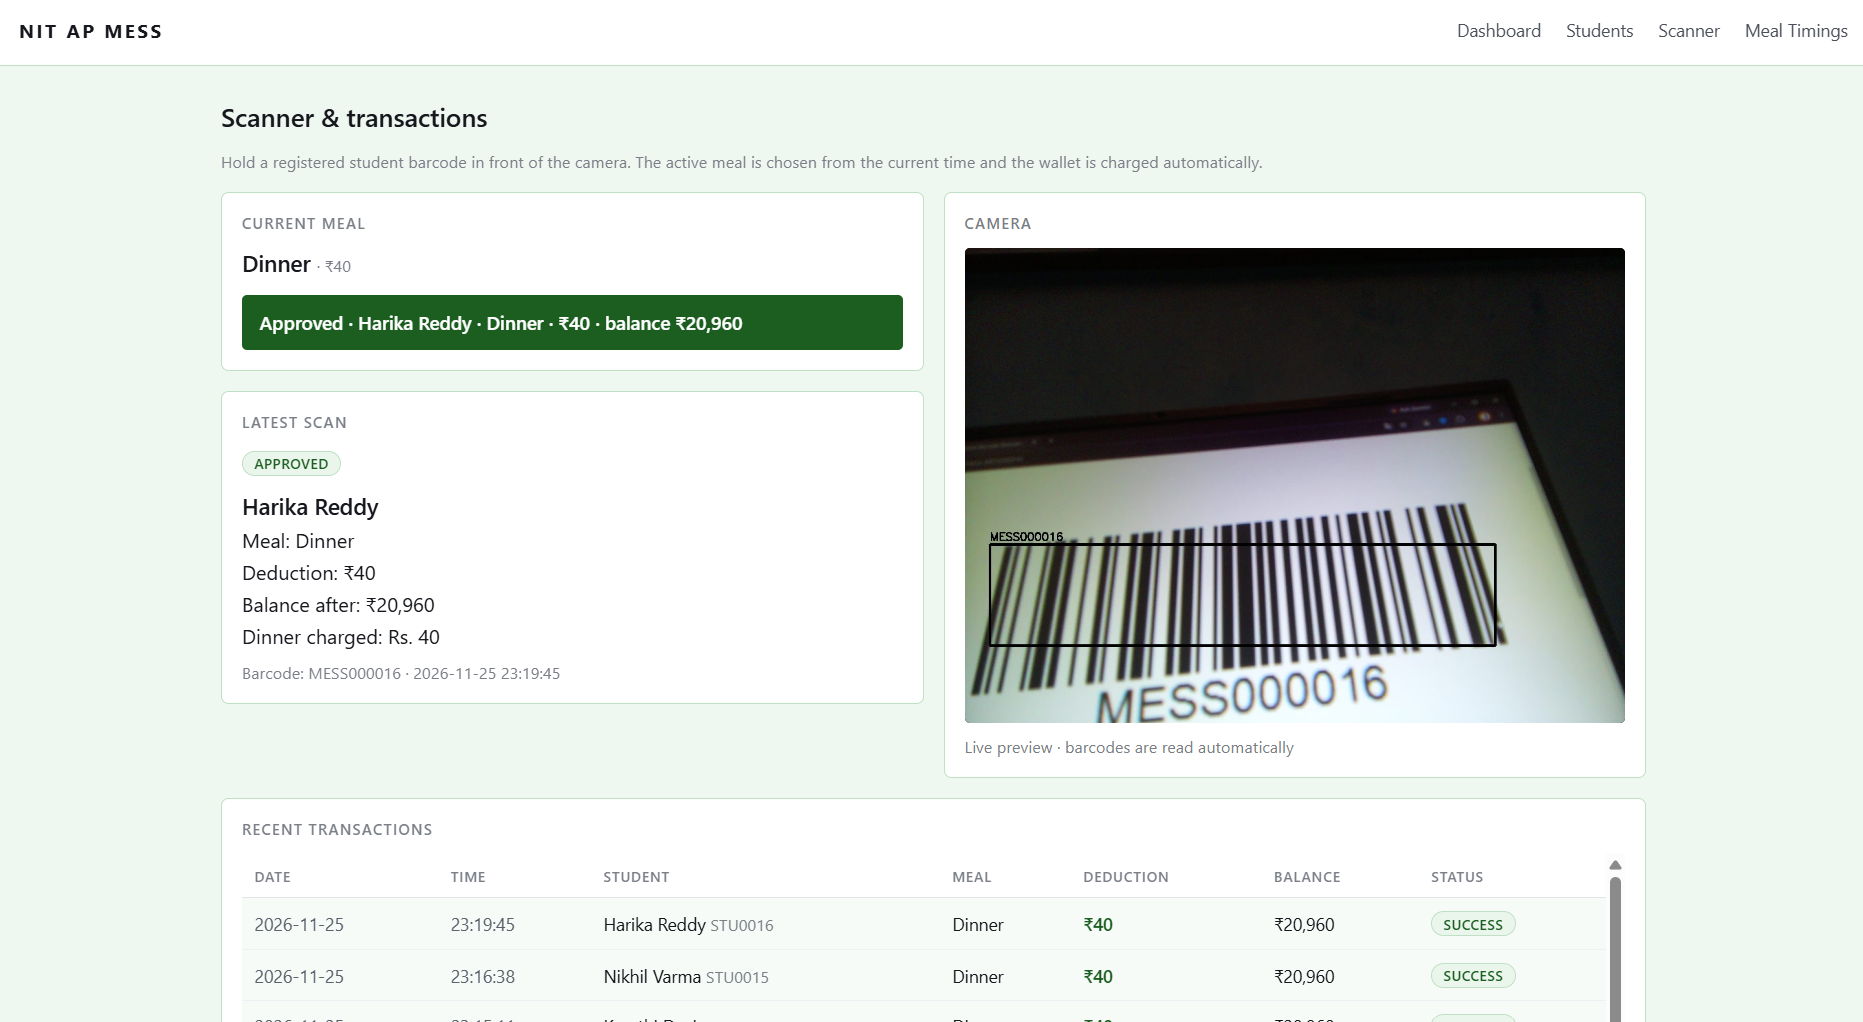 NIT AP MESS
Dashboard Students Scanner Meal Timings
Scanner & transactions
Hold a registered student barcode in front of the camera. The active meal is chosen from the current time and the wallet is charged automatically.
CURRENT MEAL
Dinner · ₹40
Approved · Harika Reddy · Dinner · ₹40 · balance ₹20,960
LATEST SCAN
APPROVED
Harika Reddy
Meal: Dinner
Deduction: ₹40
Balance after: ₹20,960
Dinner charged: Rs. 40
Barcode: MESS000016 · 2026-11-25 23:19:45
CAMERA
MESS000016
MESS000016
Live preview · barcodes are read automatically
RECENT TRANSACTIONS
DATE TIME STUDENT MEAL DEDUCTION BALANCE STATUS
2026-11-25 23:19:45 Harika Reddy STU0016 Dinner ₹40 ₹20,960 SUCCESS
2026-11-25 23:16:38 Nikhil Varma STU0015 Dinner ₹40 ₹20,960 SUCCESS